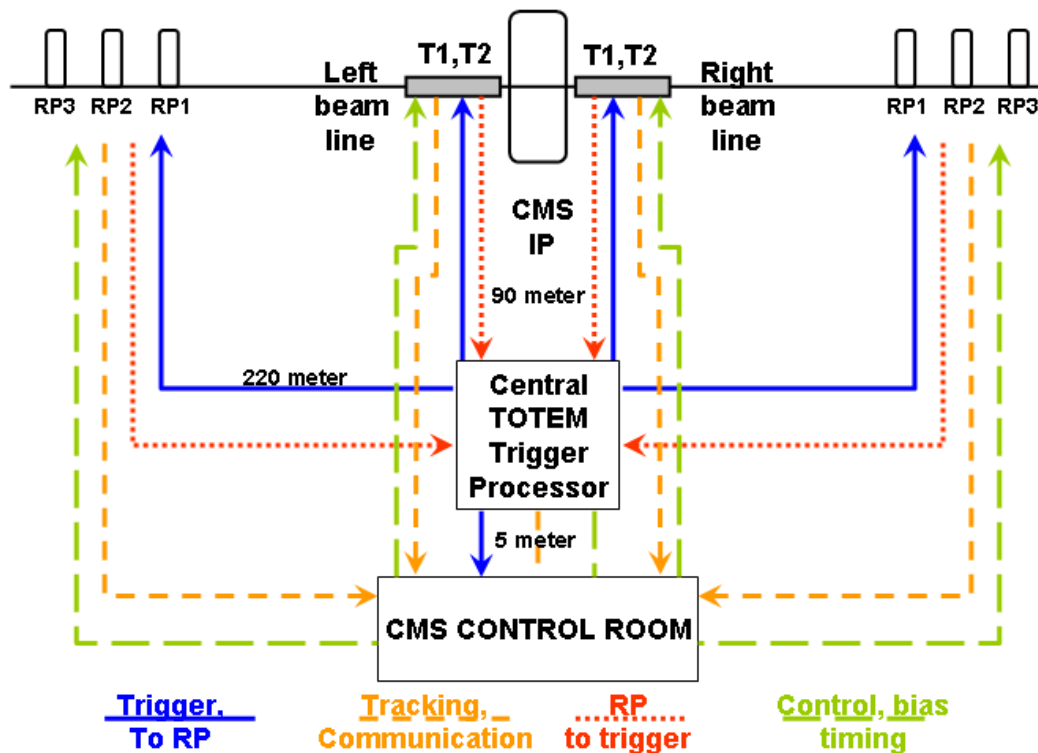 T1,T2
T1,T2
Left
beam
line
Right
beam
line
RP3
RP2
RP1
RP1
RP2
RP3
CMS
IP
90 meter
220 meter
Central
TOTEM
Trigger
Processor
5 meter
CMS CONTROL ROOM
Trigger,
To RP
Tracking,
Communication
RP
to trigger
Control, bias
timing